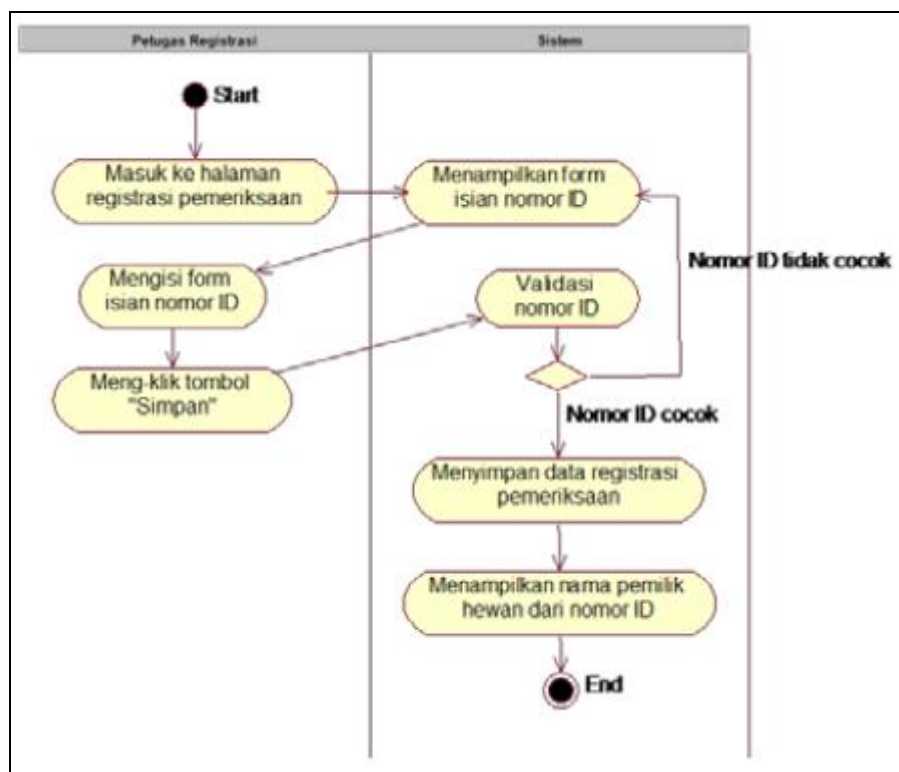 Petugas Registrasi
Sistem
Start
Masuk ke halaman
registrasi pemeriksaan
Menampilkan form
isian nomor ID
Nomor ID tidak cocok
Mengisi form
isian nomor ID
Validasi
nomor ID
Meng-klik tombol
"Simpan"
Nomor ID cocok
Menyimpan data registrasi
pemeriksaan
Menampilkan nama pemilik
hewan dari nomor ID
End